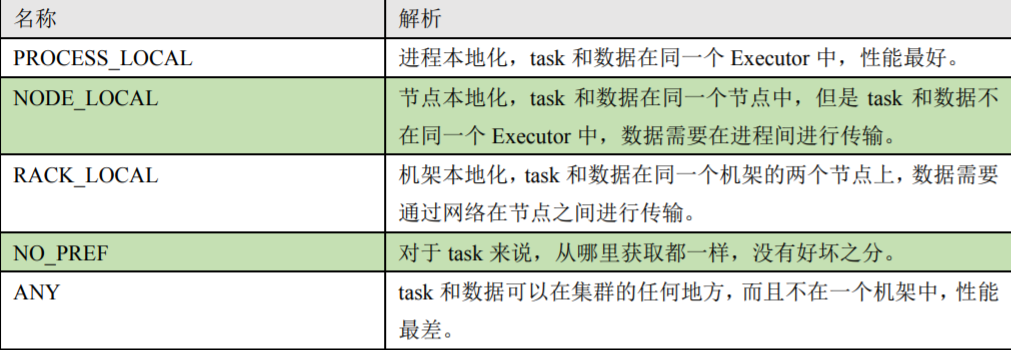 名称 解析
PROCESS_LOCAL 进程本地化，task 和数据在同一个 Executor 中，性能最好。
NODE_LOCAL 节点本地化，task 和数据在同一个节点中，但是 task 和数据不
在同一个 Executor 中，数据需要在进程间进行传输。
RACK_LOCAL 机架本地化，task 和数据在同一个机架的两个节点上，数据需要
通过网络在节点之间进行传输。
NO_PREF 对于 task 来说，从哪里获取都一样，没有好坏之分。
ANY task 和数据可以在集群的任何地方，而且不在一个机架中，性能
最差。